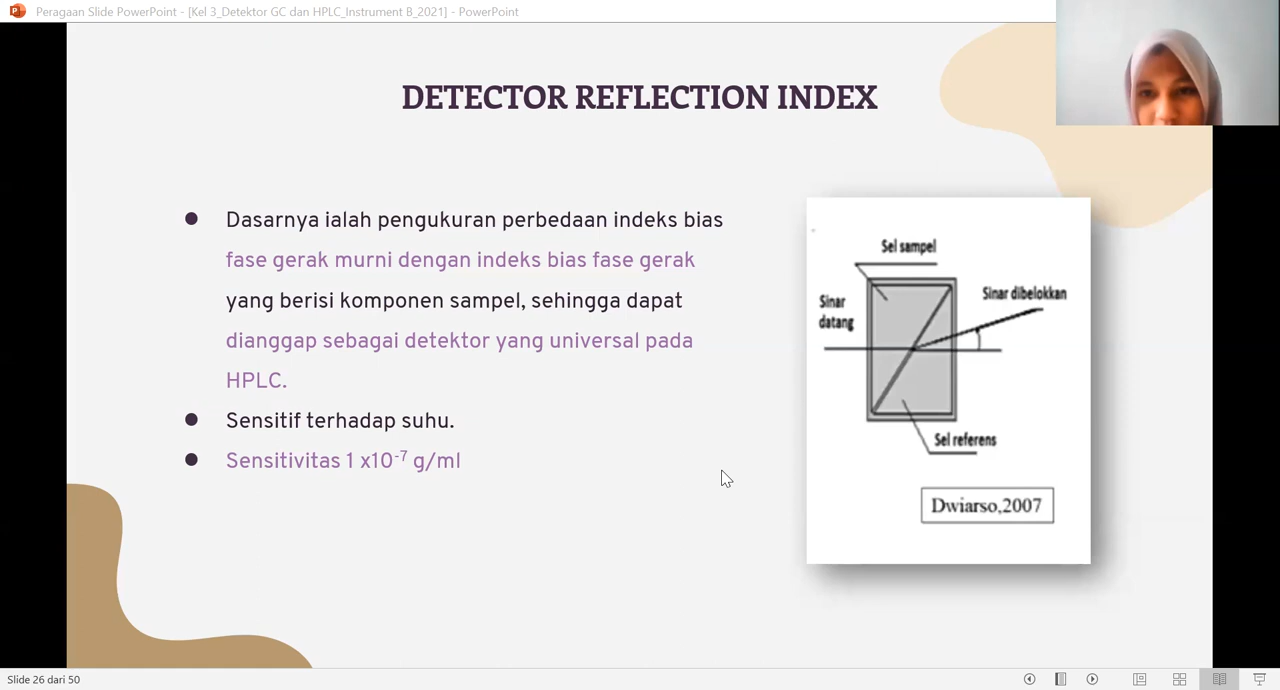 Peragaan Slide PowerPoint - [Kel 3_Detektor GC dan HPLC_Instrument B_2021] - PowerPoint
DETECTOR REFLECTION INDEX
Dasarnya ialah pengukuran perbedaan indeks bias
fase gerak murni dengan indeks bias fase gerak
yang berisi komponen sampel, sehingga dapat
dianggap sebagai detektor yang universal pada
HPLC.
Sensitif terhadap suhu.
Sensitivitas 1 x10⁻⁷ g/ml
Sel sampel
Sinar
datang
Sinar dibelokkan
Sel referens
Dwiarso,2007
Slide 26 dari 50